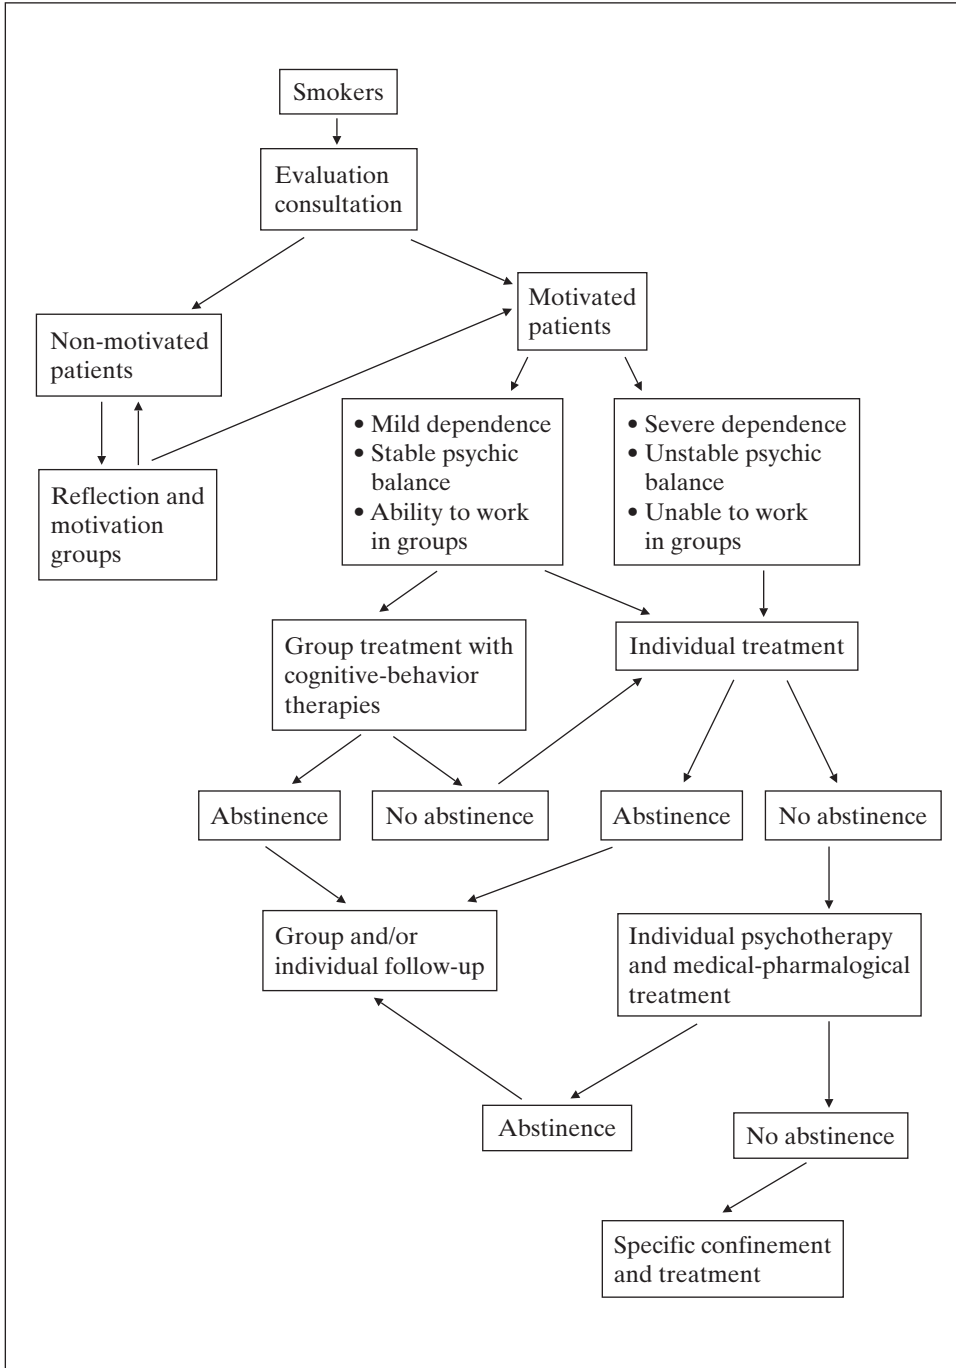 Smokers
Evaluation
consultation
Motivated
patients
Non-motivated
patients
• Mild dependence
• Stable psychic
balance
• Ability to work
in groups
• Severe dependence
• Unstable psychic
balance
• Unable to work
in groups
Reflection and
motivation
groups
Group treatment with
cognitive-behavior
therapies
Individual treatment
Abstinence
No abstinence
Abstinence
No abstinence
Group and/or
individual follow-up
Individual psychotherapy
and medical-pharmalogical
treatment
Abstinence
No abstinence
Specific confinement
and treatment